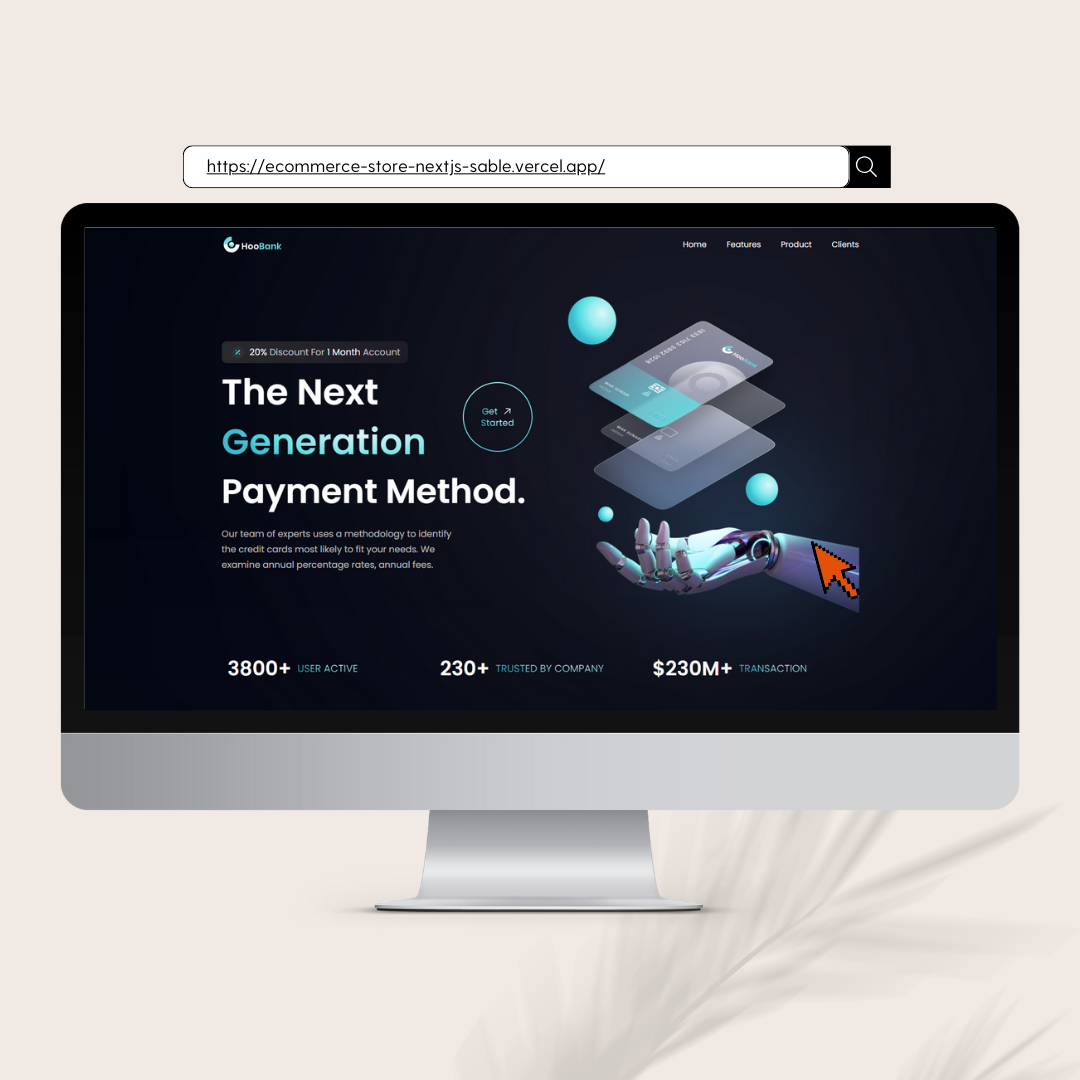 https://ecommerce-store-nextjs-sable.vercel.app/
HooBank
Home Features Product Clients
20% Discount For 1 Month Account
The Next
Generation
Payment Method.
Get
Started
HooBank
Our team of experts uses a methodology to identify
the credit cards most likely to fit your needs. We
examine annual percentage rates, annual fees.
3800+ USER ACTIVE
230+ TRUSTED BY COMPANY
$230M+ TRANSACTION